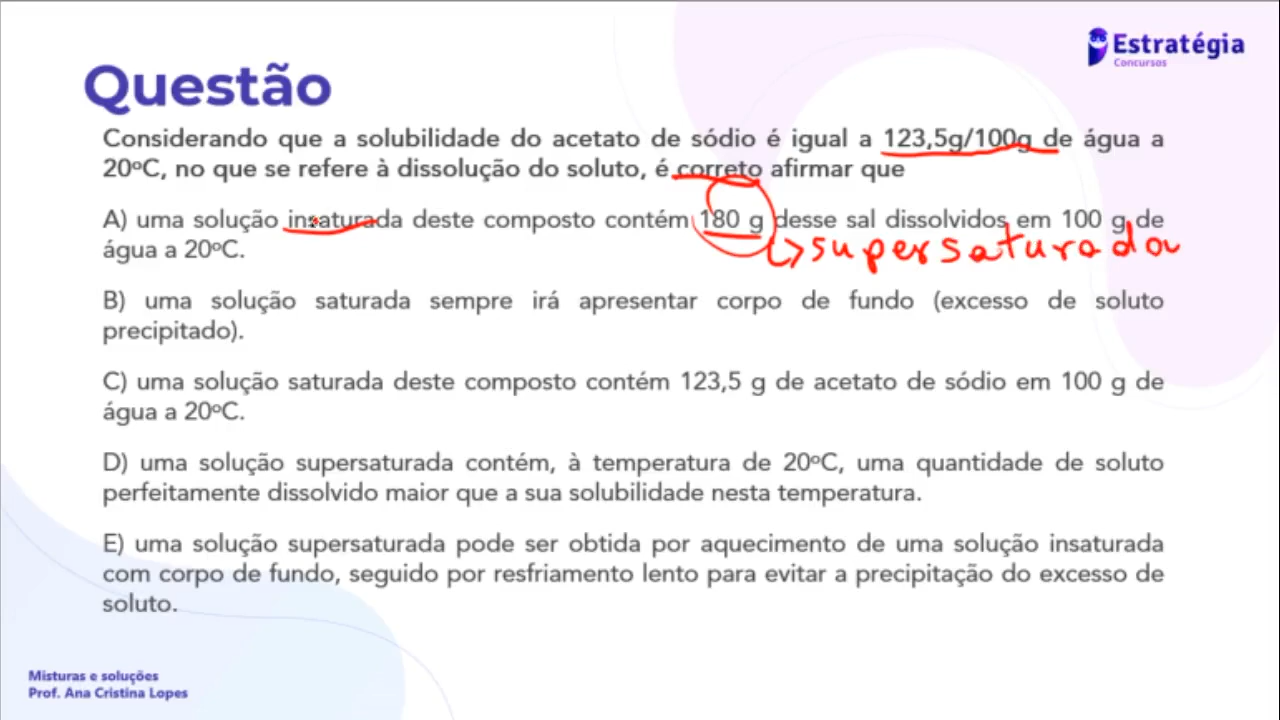 Estratégia
Concursos
Questão
Considerando que a solubilidade do acetato de sódio é igual a 123,5g/100g de água a
20ºC, no que se refere à dissolução do soluto, é correto afirmar que
A) uma solução insaturada deste composto contém 180 g desse sal dissolvidos em 100 g de
água a 20ºC.
supersaturada
B) uma solução saturada sempre irá apresentar corpo de fundo (excesso de soluto
precipitado).
C) uma solução saturada deste composto contém 123,5 g de acetato de sódio em 100 g de
água a 20ºC.
D) uma solução supersaturada contém, à temperatura de 20ºC, uma quantidade de soluto
perfeitamente dissolvido maior que a sua solubilidade nesta temperatura.
E) uma solução supersaturada pode ser obtida por aquecimento de uma solução insaturada
com corpo de fundo, seguido por resfriamento lento para evitar a precipitação do excesso de
soluto.
Misturas e soluções
Prof. Ana Cristina Lopes